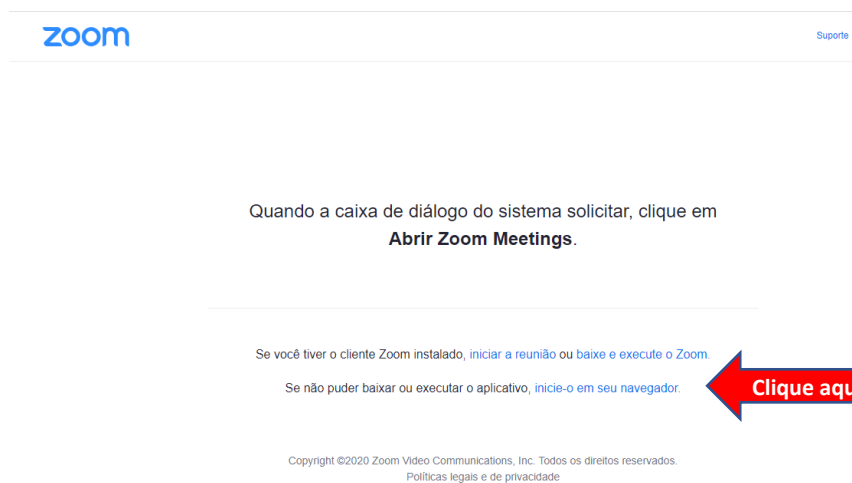 zoom
Suporte
Quando a caixa de diálogo do sistema solicitar, clique em
Abrir Zoom Meetings.
Se você tiver o cliente Zoom instalado, iniciar a reunião ou baixe e execute o Zoom.
Se não puder baixar ou executar o aplicativo, inicie-o em seu navegador.
Clique aqu
Copyright ©2020 Zoom Video Communications, Inc. Todos os direitos reservados.
Políticas legais e de privacidade